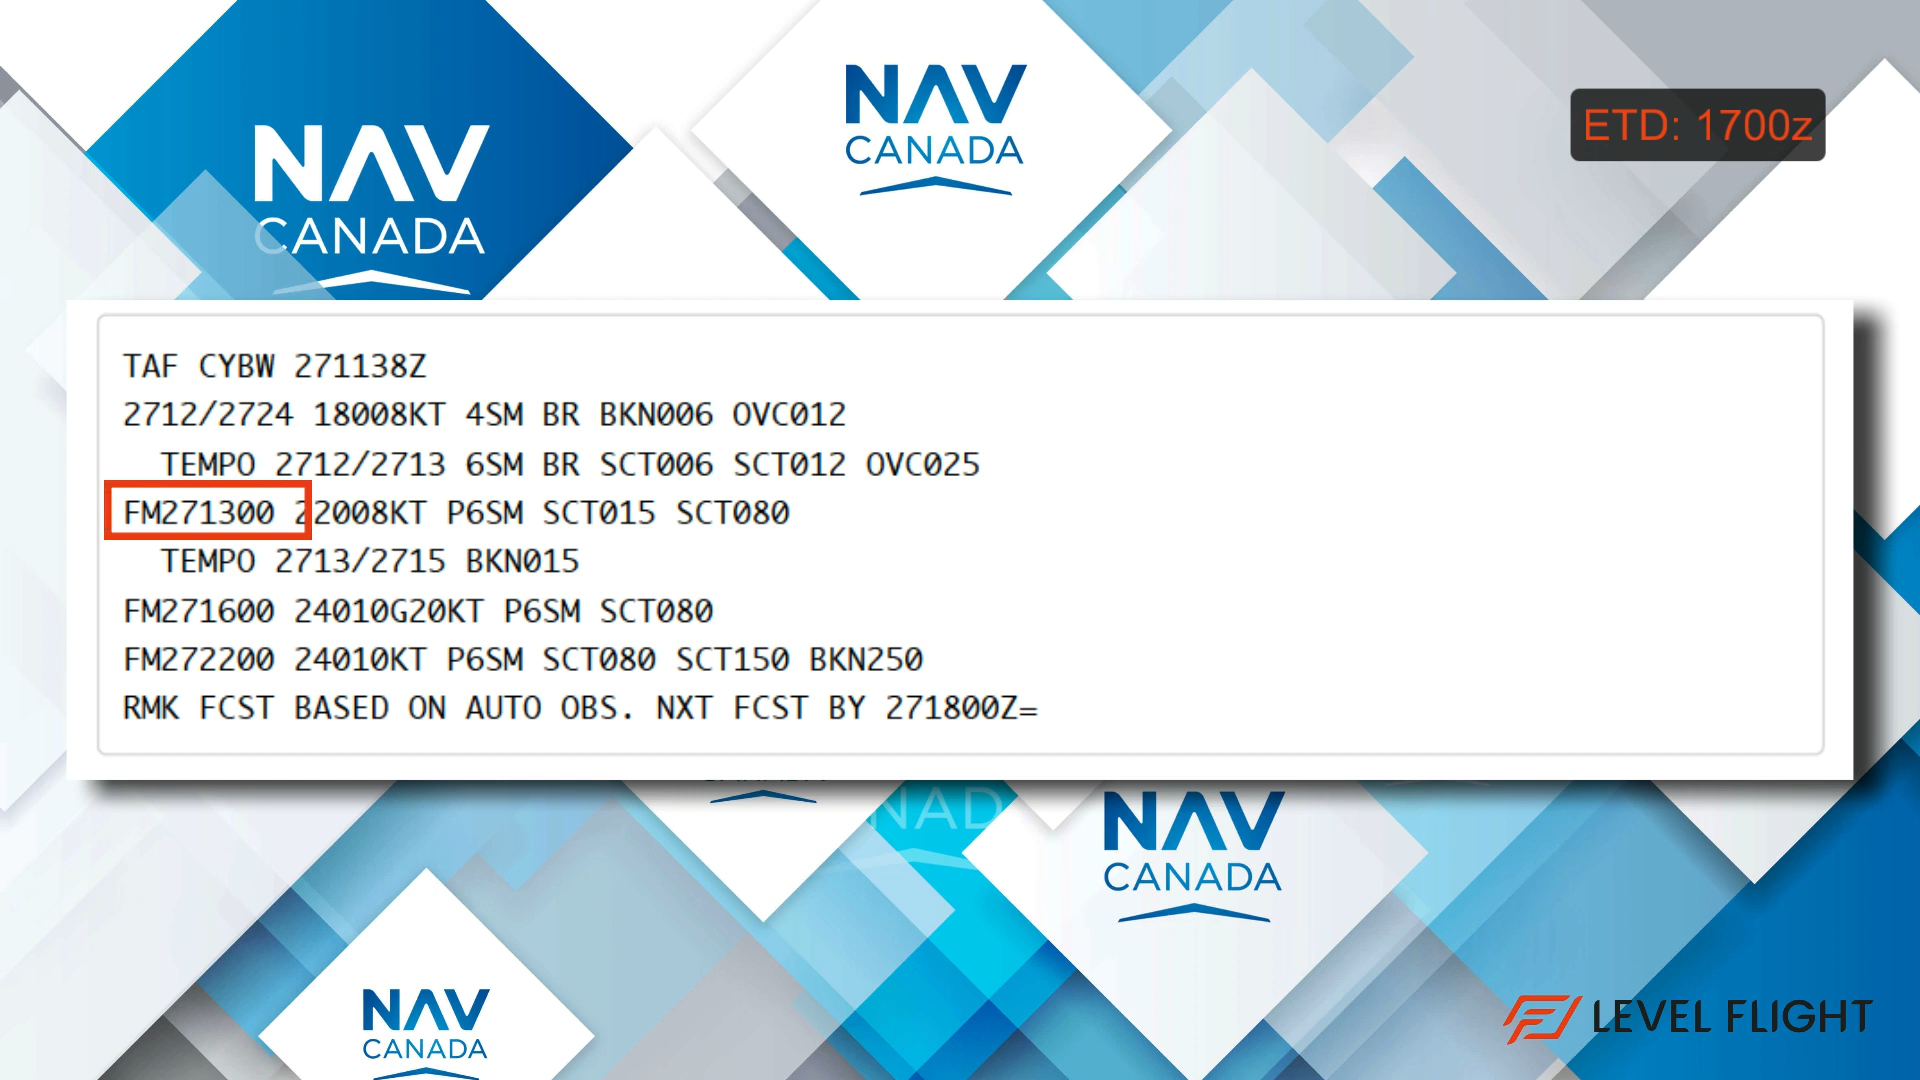 NAV
CANADA
NAV
CANADA
ETD: 1700z
TAF CYBW 271138Z
2712/2724 18008KT 4SM BR BKN006 OVC012
TEMPO 2712/2713 6SM BR SCT006 SCT012 OVC025
FM271300 22008KT P6SM SCT015 SCT080
TEMPO 2713/2715 BKN015
FM271600 24010G20KT P6SM SCT080
FM272200 24010KT P6SM SCT080 SCT150 BKN250
RMK FCST BASED ON AUTO OBS. NXT FCST BY 271800Z=
NAV
CANADA
NAV
CANADA
LEVEL FLIGHT